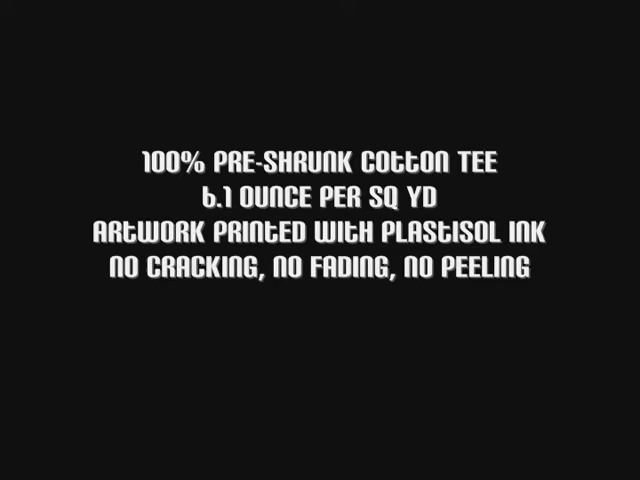 100% PRE-SHRUNK COTTON TEE
6.1 OUNCE PER SQ YD
ARTWORK PRINTED WITH PLASTISOL INK
NO CRACKING, NO FADING, NO PEELING